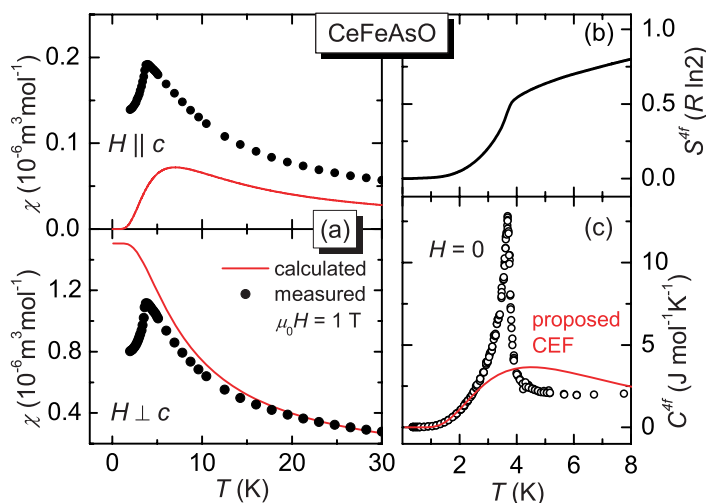 CeFeAsO
χ (10⁻⁶m³mol⁻¹)
0.2
0.1
0.0
H || c
(a)
χ (10⁻⁶m³mol⁻¹)
1.2
0.8
0.4
calculated
measured
μ₀H = 1 T
H ⊥ c
0 10 20 30
T (K)
(b)
1.0
0.5
0.0
S⁴ᶠ (R ln2)
(c)
H = 0
proposed
CEF
10
5
0
C⁴ᶠ (J mol⁻¹K⁻¹)
2 4 6 8
T (K)